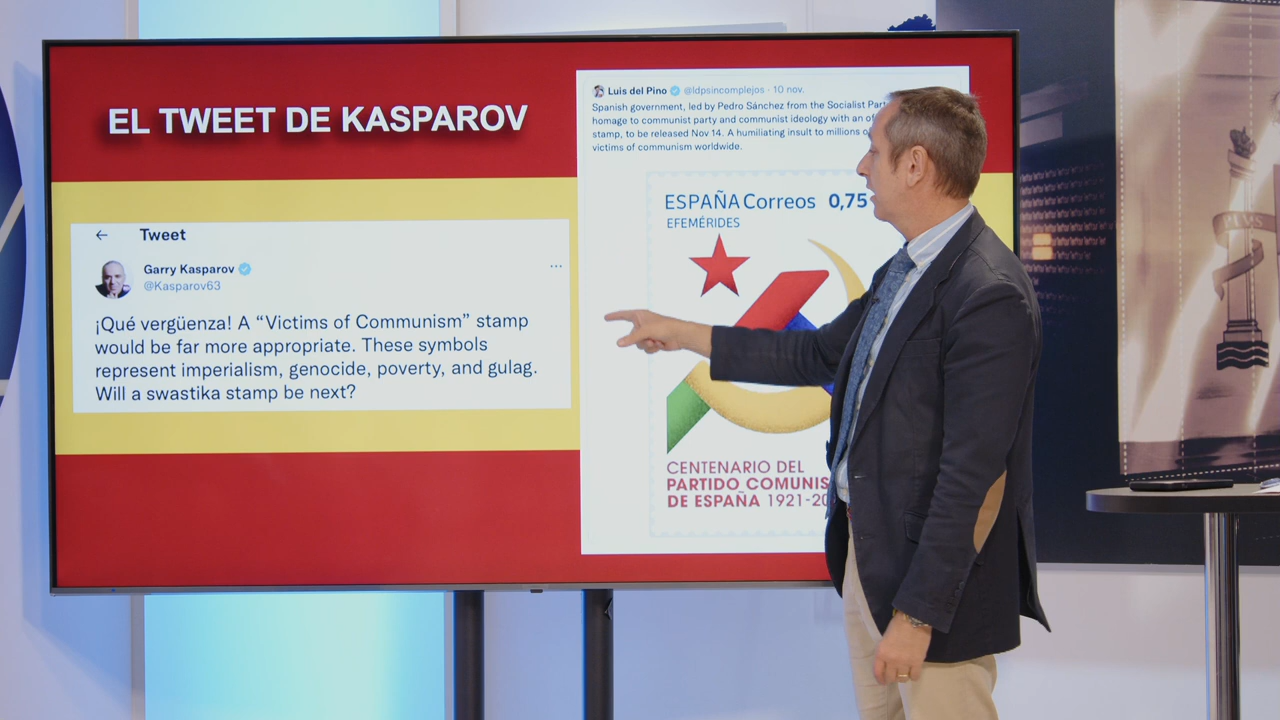 EL TWEET DE KASPAROV
← Tweet
Garry Kasparov
@Kasparov63
¡Qué vergüenza! A “Victims of Communism” stamp
would be far more appropriate. These symbols
represent imperialism, genocide, poverty, and gulag.
Will a swastika stamp be next?
Luis del Pino @ldpsincomplejos · 10 nov.
Spanish government, led by Pedro Sánchez from the Socialist
homage to communist party and communist ideology with an
stamp, to be released Nov 14. A humiliating insult to millions
victims of communism worldwide.
ESPAÑA Correos 0,75
EFEMÉRIDES
CENTENARIO DEL
PARTIDO COMUNIS
DE ESPAÑA 1921-20
PLVS